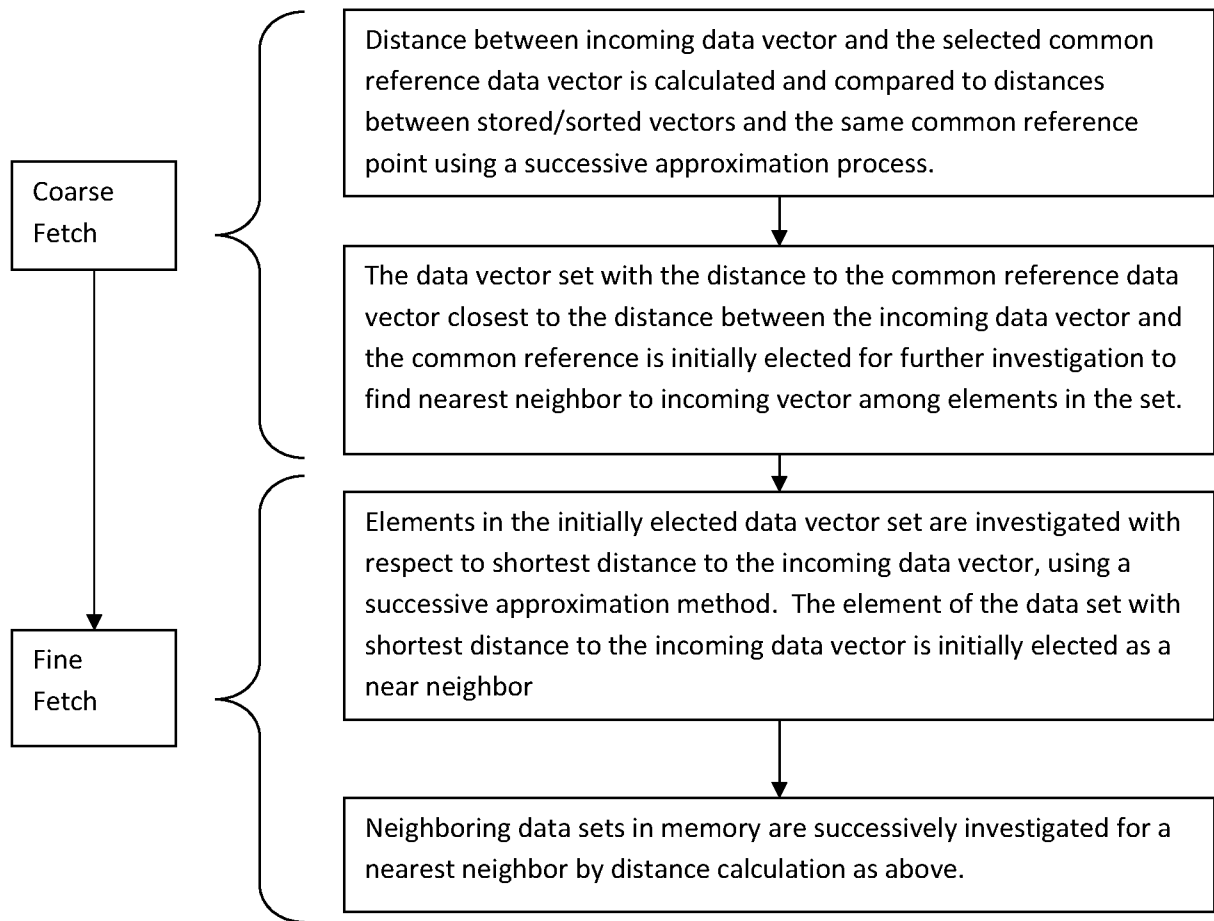 Distance between incoming data vector and the selected common
reference data vector is calculated and compared to distances
between stored/sorted vectors and the same common reference
point using a successive approximation process.
Coarse
Fetch
The data vector set with the distance to the common reference data
vector closest to the distance between the incoming data vector and
the common reference is initially elected for further investigation to
find nearest neighbor to incoming vector among elements in the set.
Elements in the initially elected data vector set are investigated with
respect to shortest distance to the incoming data vector, using a
successive approximation method.  The element of the data set with
shortest distance to the incoming data vector is initially elected as a
near neighbor
Fine
Fetch
Neighboring data sets in memory are successively investigated for a
nearest neighbor by distance calculation as above.